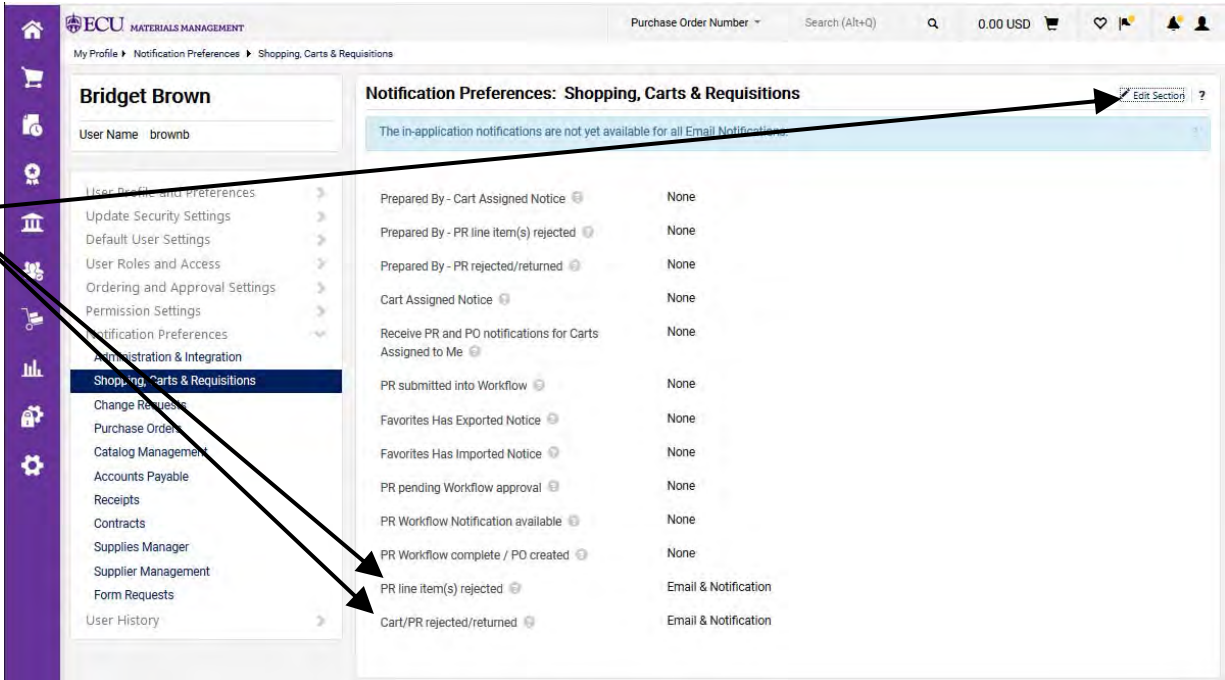 ECU MATERIALS MANAGEMENT
Purchase Order Number
Search (Alt+Q)
0.00 USD
My Profile Notification Preferences Shopping, Carts & Requisitions
Bridget Brown
User Name brownb
User Profile and Preferences
Update Security Settings
Default User Settings
User Roles and Access
Ordering and Approval Settings
Permission Settings
Notification Preferences
Administration & Integration
Shopping, Carts & Requisitions
Change Requests
Purchase Orders
Catalog Management
Accounts Payable
Receipts
Contracts
Supplies Manager
Supplier Management
Form Requests
User History
Notification Preferences: Shopping, Carts & Requisitions
Edit Section ?
The in-application notifications are not yet available for all Email Notifications.
Prepared By - Cart Assigned Notice None
Prepared By - PR line item(s) rejected None
Prepared By - PR rejected/returned None
Cart Assigned Notice None
Receive PR and PO notifications for Carts None
Assigned to Me
PR submitted into Workflow None
Favorites Has Exported Notice None
Favorites Has Imported Notice None
PR pending Workflow approval None
PR Workflow Notification available None
PR Workflow complete / PO created None
PR line item(s) rejected Email & Notification
Cart/PR rejected/returned Email & Notification